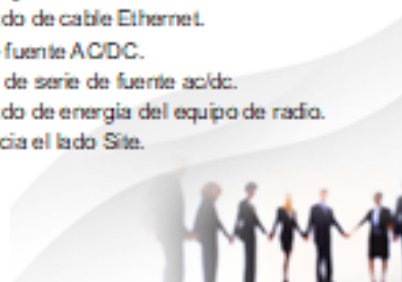 do de cable Ethernet.
fuente AC/DC.
de serie de fuente ac/dc.
do de energía del equipo de radio.
cia el lado Site.